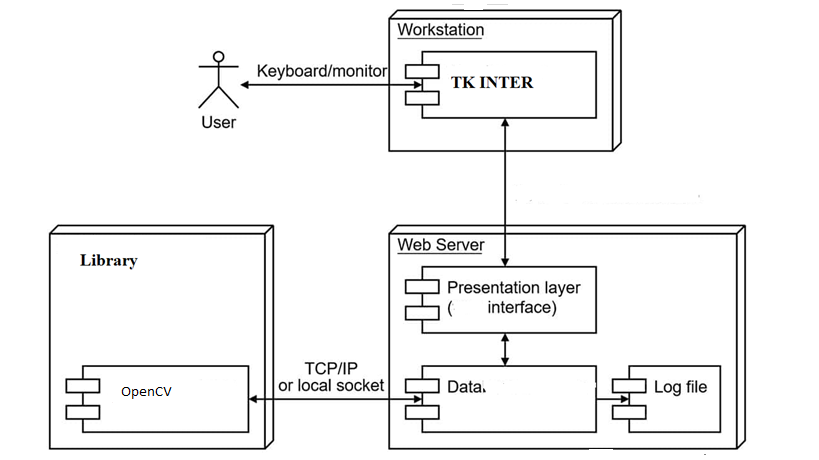 Workstation
Keyboard/monitor
TK INTER
User
Web Server
Library
Presentation layer
( interface)
TCP/IP
or local socket
OpenCV
Data
Log file